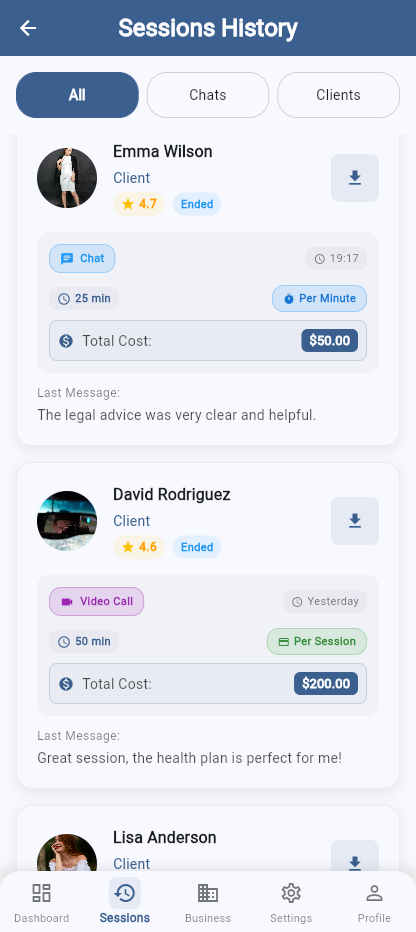 Sessions History
All
Chats
Clients
Emma Wilson
Client
4.7
Ended
Chat
19:17
25 min
Per Minute
Total Cost:
$50.00
Last Message:
The legal advice was very clear and helpful.
David Rodriguez
Client
4.6
Ended
Video Call
Yesterday
50 min
Per Session
Total Cost:
$200.00
Last Message:
Great session, the health plan is perfect for me!
Lisa Anderson
Client
Dashboard
Sessions
Business
Settings
Profile